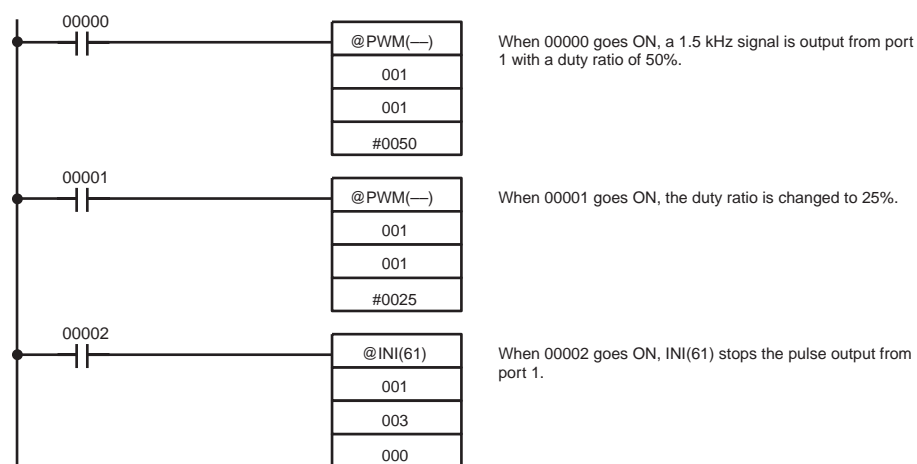 00000
@PWM(––)
001
001
#0050
When 00000 goes ON, a 1.5 kHz signal is output from port
1 with a duty ratio of 50%.
00001
@PWM(––)
001
001
#0025
When 00001 goes ON, the duty ratio is changed to 25%.
00002
@INI(61)
001
003
000
When 00002 goes ON, INI(61) stops the pulse output from
port 1.